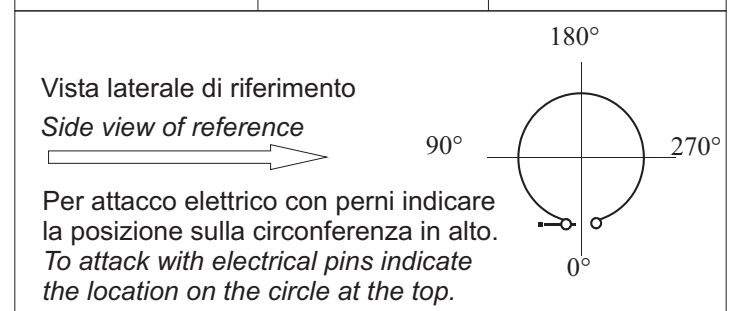 180°
Vista laterale di riferimento
Side view of reference
90°
270°
Per attacco elettrico con perni indicare
la posizione sulla circonferenza in alto.
To attack with electrical pins indicate
the location on the circle at the top.
0°